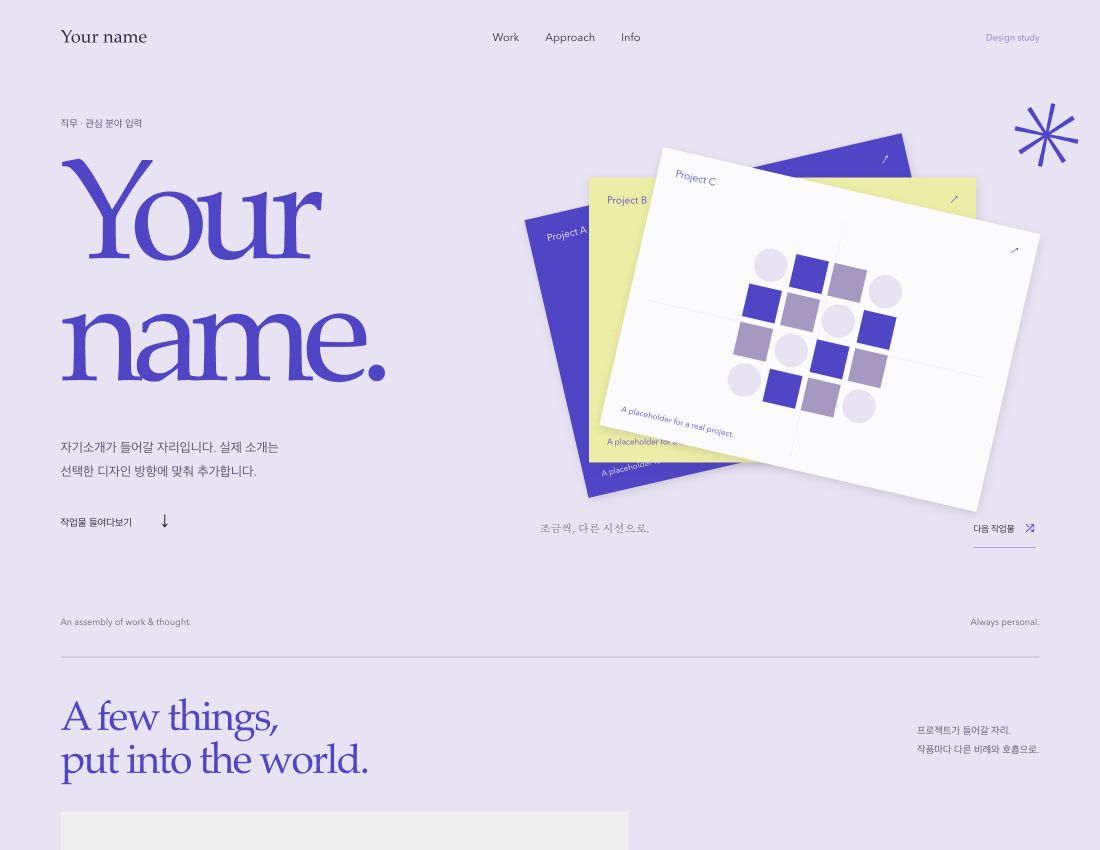 Your name
Work
Approach
Info
Design study
직무 · 관심 분야 입력
Your
name.
자기소개가 들어갈 자리입니다. 실제 소개는
선택한 디자인 방향에 맞춰 추가합니다.
작업물 들여다보기 ↓
Project A
Project B
Project C
A placeholder for a real project.
A placeholder for a
A placeholder
조금씩, 다른 시선으로.
다음 작업물
An assembly of work & thought.
Always personal.
A few things,
put into the world.
프로젝트가 들어갈 자리.
작품마다 다른 비례와 호흡으로.